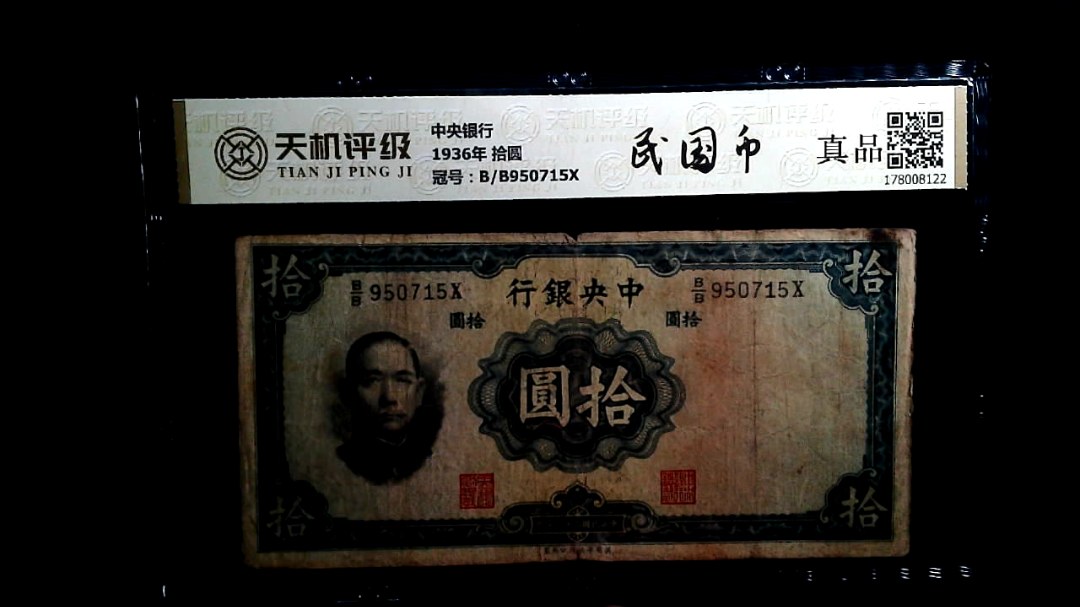 天机评级
TIAN JI PING JI
中央银行
1936年 拾圆
冠号：B/B950715X
民国币
真品
178008122
拾
拾
B/B 950715X
行銀央中
B/B 950715X
圓拾
圓拾
圓拾
拾
拾